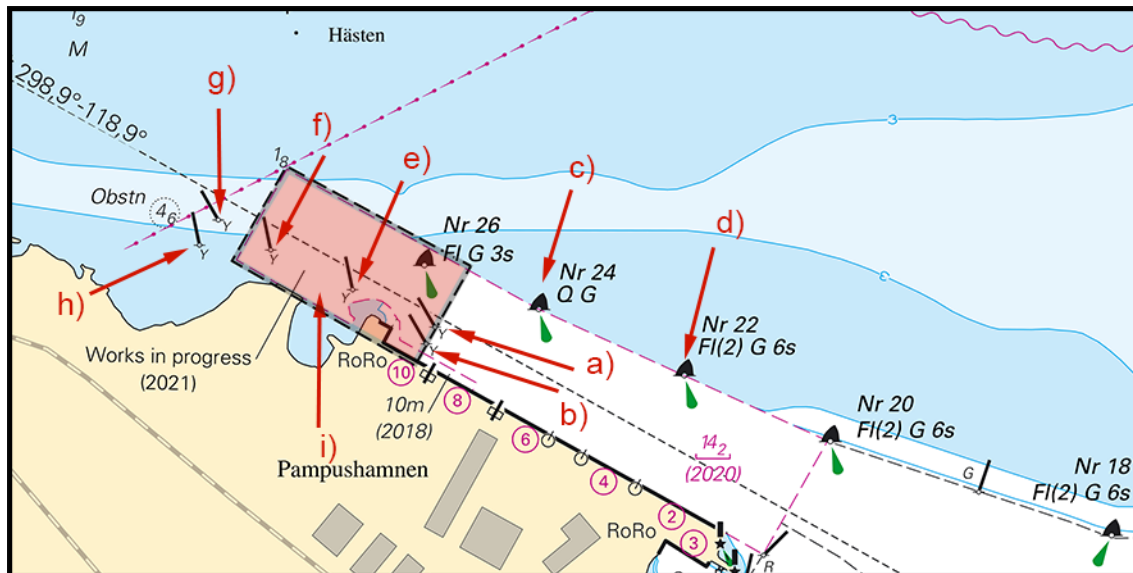 1₉
M
Hästen
298,9°-118,9°
g)
f)
e)
c)
d)
1₈
3
Obstn
4₆
Y
Y
Y
Y
Nr 26
Fl G 3s
Nr 24
Q G
3
h)
Nr 22
Fl(2) G 6s
Works in progress
(2021)
RoRo
Y
Y
a)
10
8
b)
10m
(2018)
i)
6
Nr 20
Fl(2) G 6s
14₂
(2020)
Pampushamnen
4
G
Nr 18
Fl(2) G 6s
2
RoRo
3
R